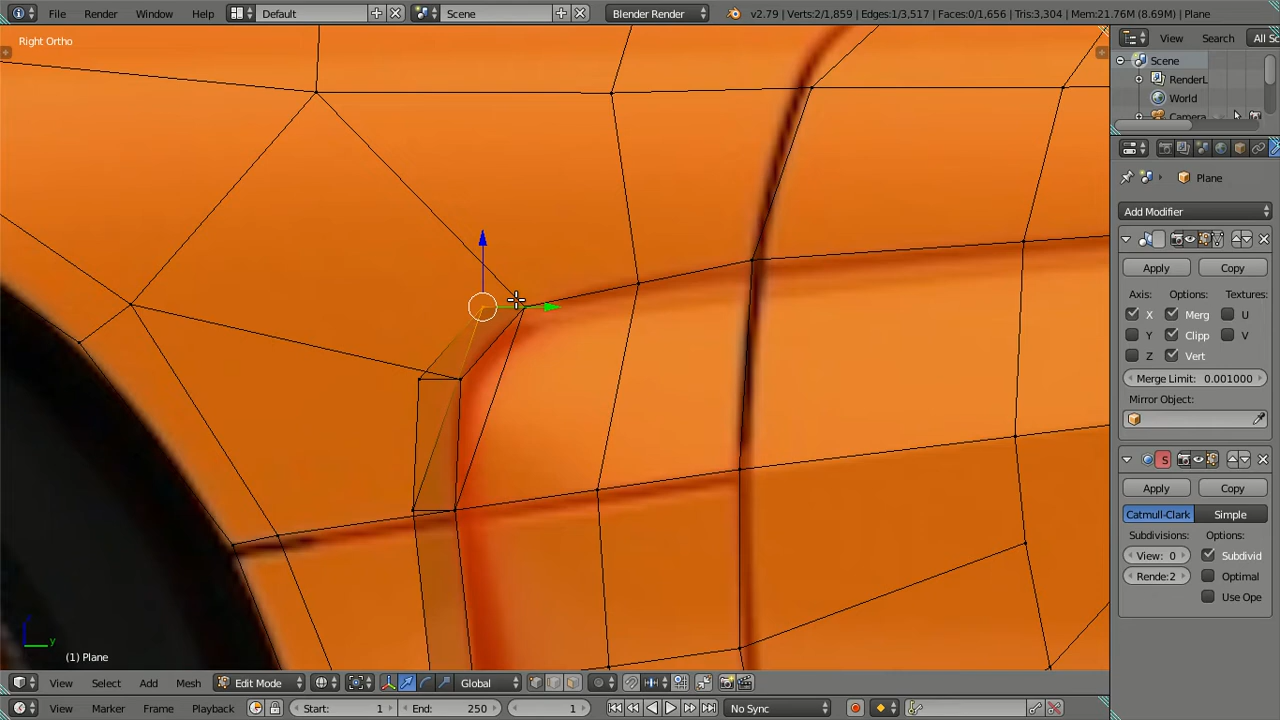 File Render Window Help Default Scene Blender Render v2.79 | Verts:2/1,859 | Edges:1/3,517 | Faces:0/1,656 | Tris:3,304 | Mem:21.76M (8.69M) | Plane
Right Ortho
View Search All Sc
Scene
RenderL
World
Camera
Plane
Add Modifier
Apply Copy
Axis: Options: Textures:
X Merg U
Y Clipp V
Z Vert
Merge Limit: 0.001000
Mirror Object:
S
Apply Copy
Catmull-Clark Simple
Subdivisions: Options:
View: 0 Subdivid
Rende:2 Optimal
Use Ope
z
y
(1) Plane
View Select Add Mesh Edit Mode Global
View Marker Frame Playback Start: 1 End: 250 1 No Sync